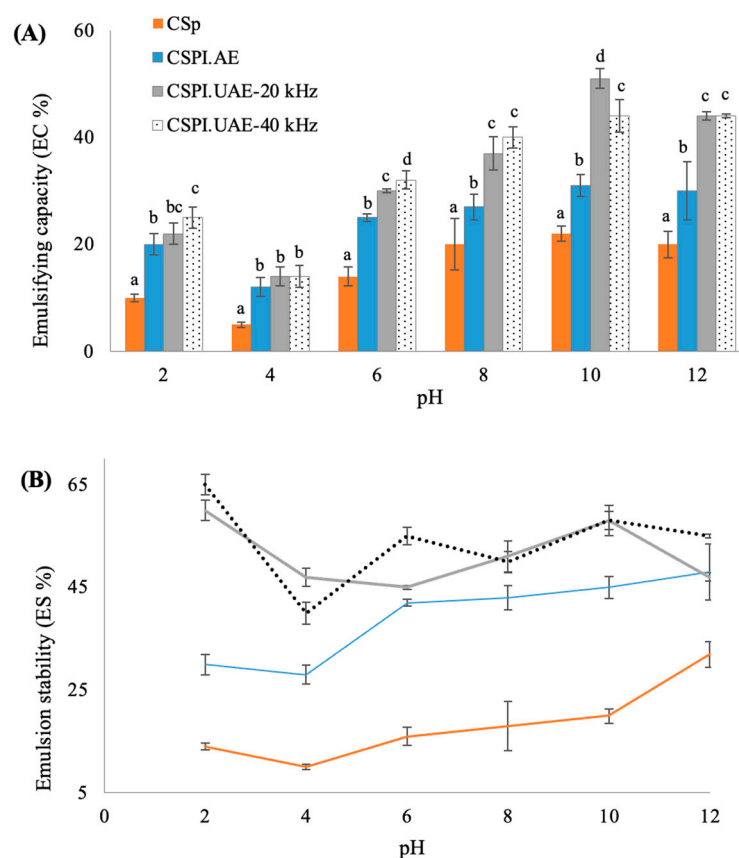 (A)
60
40
20
0
Emulsifying capacity (EC %)
CSp
CSPI.AE
CSPI.UAE-20 kHz
CSPI.UAE-40 kHz
a b bc c
a b b b
a b c d
a b c c
a b d c
a b c c
2 4 6 8 10 12
pH
(B)
65
45
25
5
Emulsion stability (ES %)
0 2 4 6 8 10 12
pH